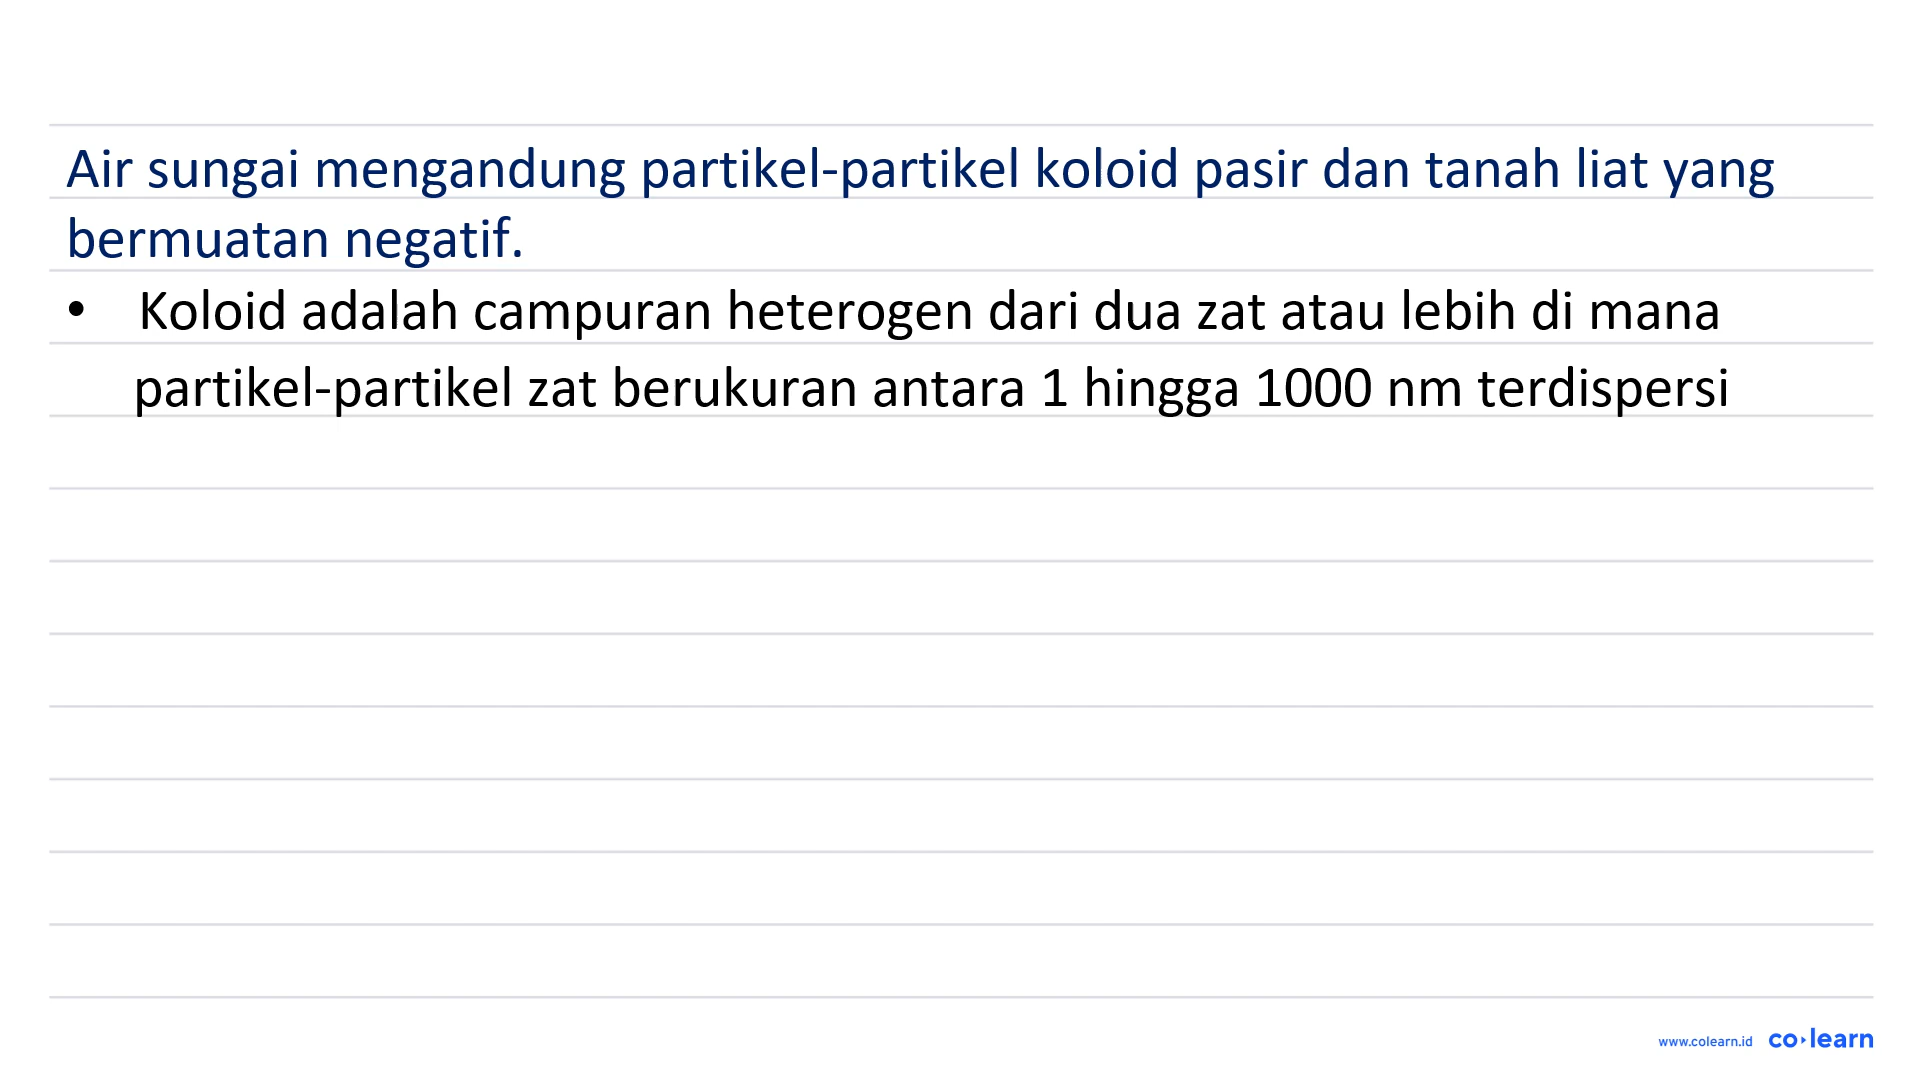 Air sungai mengandung partikel-partikel koloid pasir dan tanah liat yang
bermuatan negatif.
• Koloid adalah campuran heterogen dari dua zat atau lebih di mana
partikel-partikel zat berukuran antara 1 hingga 1000 nm terdispersi
www.colearn.id co▸learn